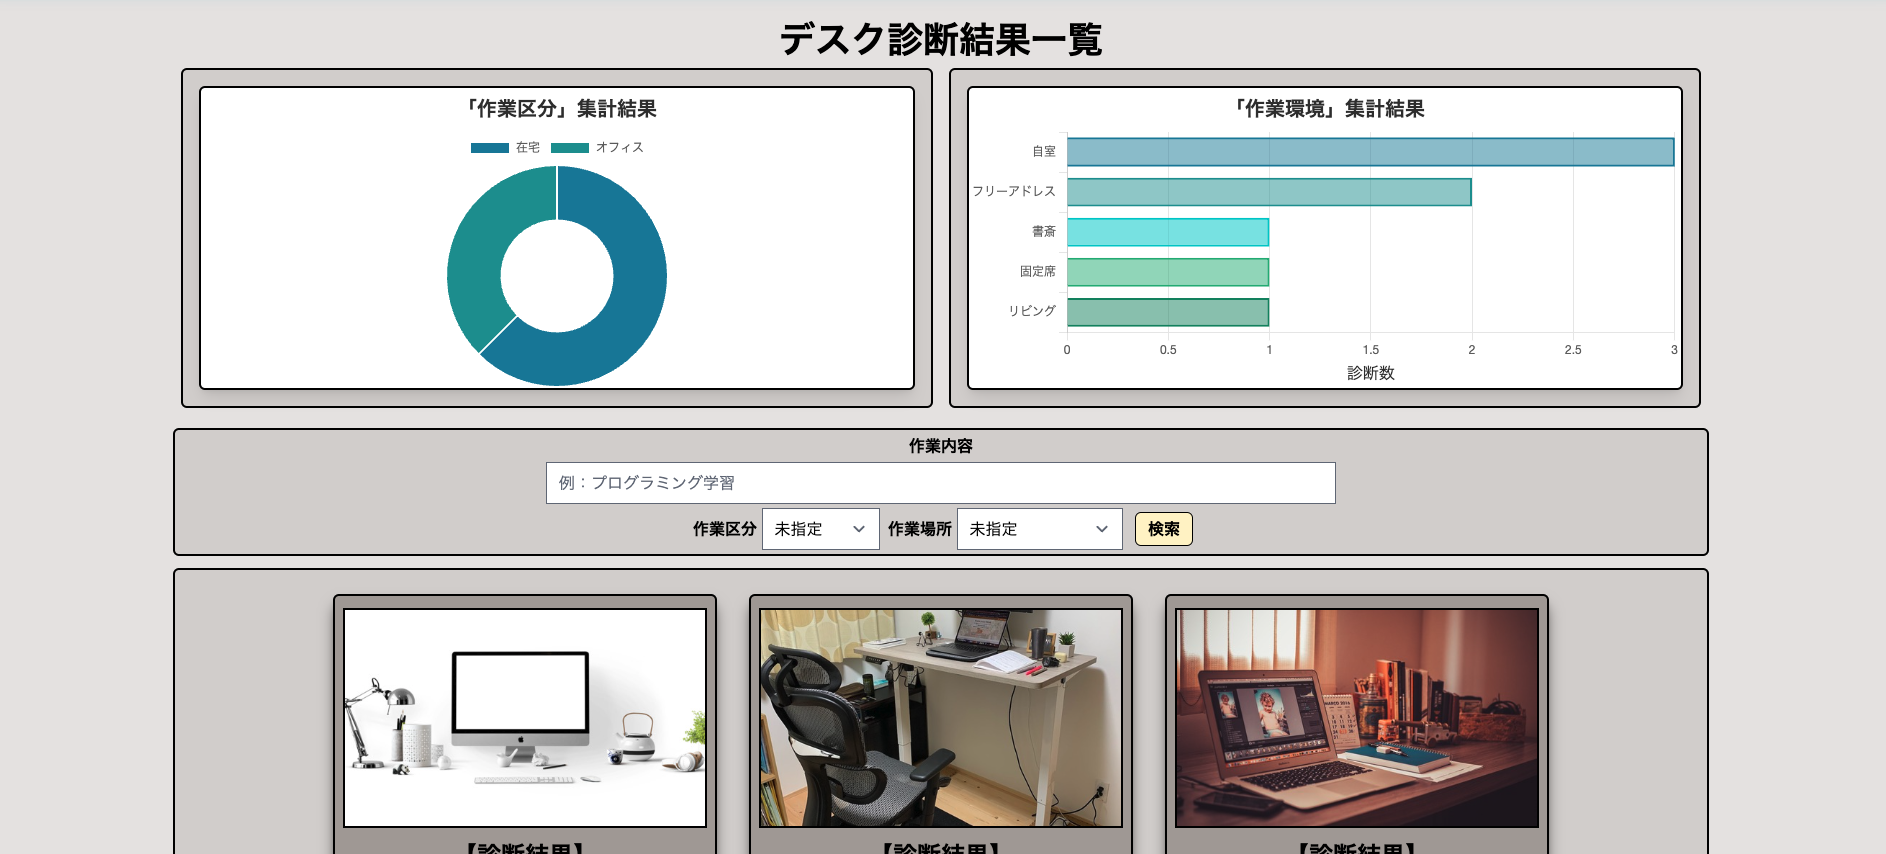 デスク診断結果一覧
「作業区分」集計結果
在宅 オフィス
「作業環境」集計結果
自室
フリーアドレス
書斎
固定席
リビング
0 0.5 1 1.5 2 2.5 3
診断数
作業内容
例：プログラミング学習
作業区分 未指定 作業場所 未指定 検索
【診断結果】 【診断結果】 【診断結果】